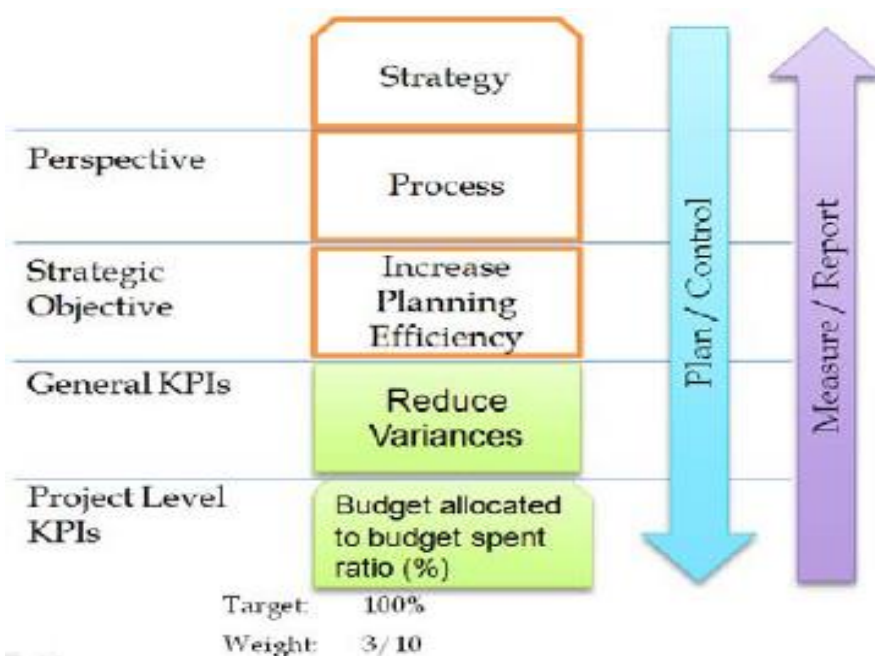 Strategy
Perspective
Process
Strategic
Objective
Increase
Planning
Efficiency
General KPIs
Reduce
Variances
Project Level
KPIs
Budget allocated
to budget spent
ratio (%)
Target: 100%
Weight: 3/10
Plan / Control
Measure / Report